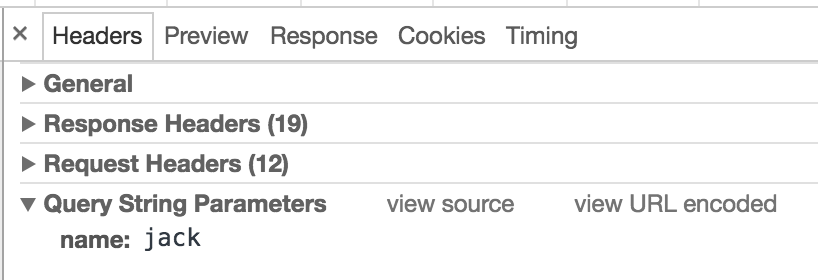 × Headers Preview Response Cookies Timing
▶ General
▶ Response Headers (19)
▶ Request Headers (12)
▼ Query String Parameters view source view URL encoded
name: jack